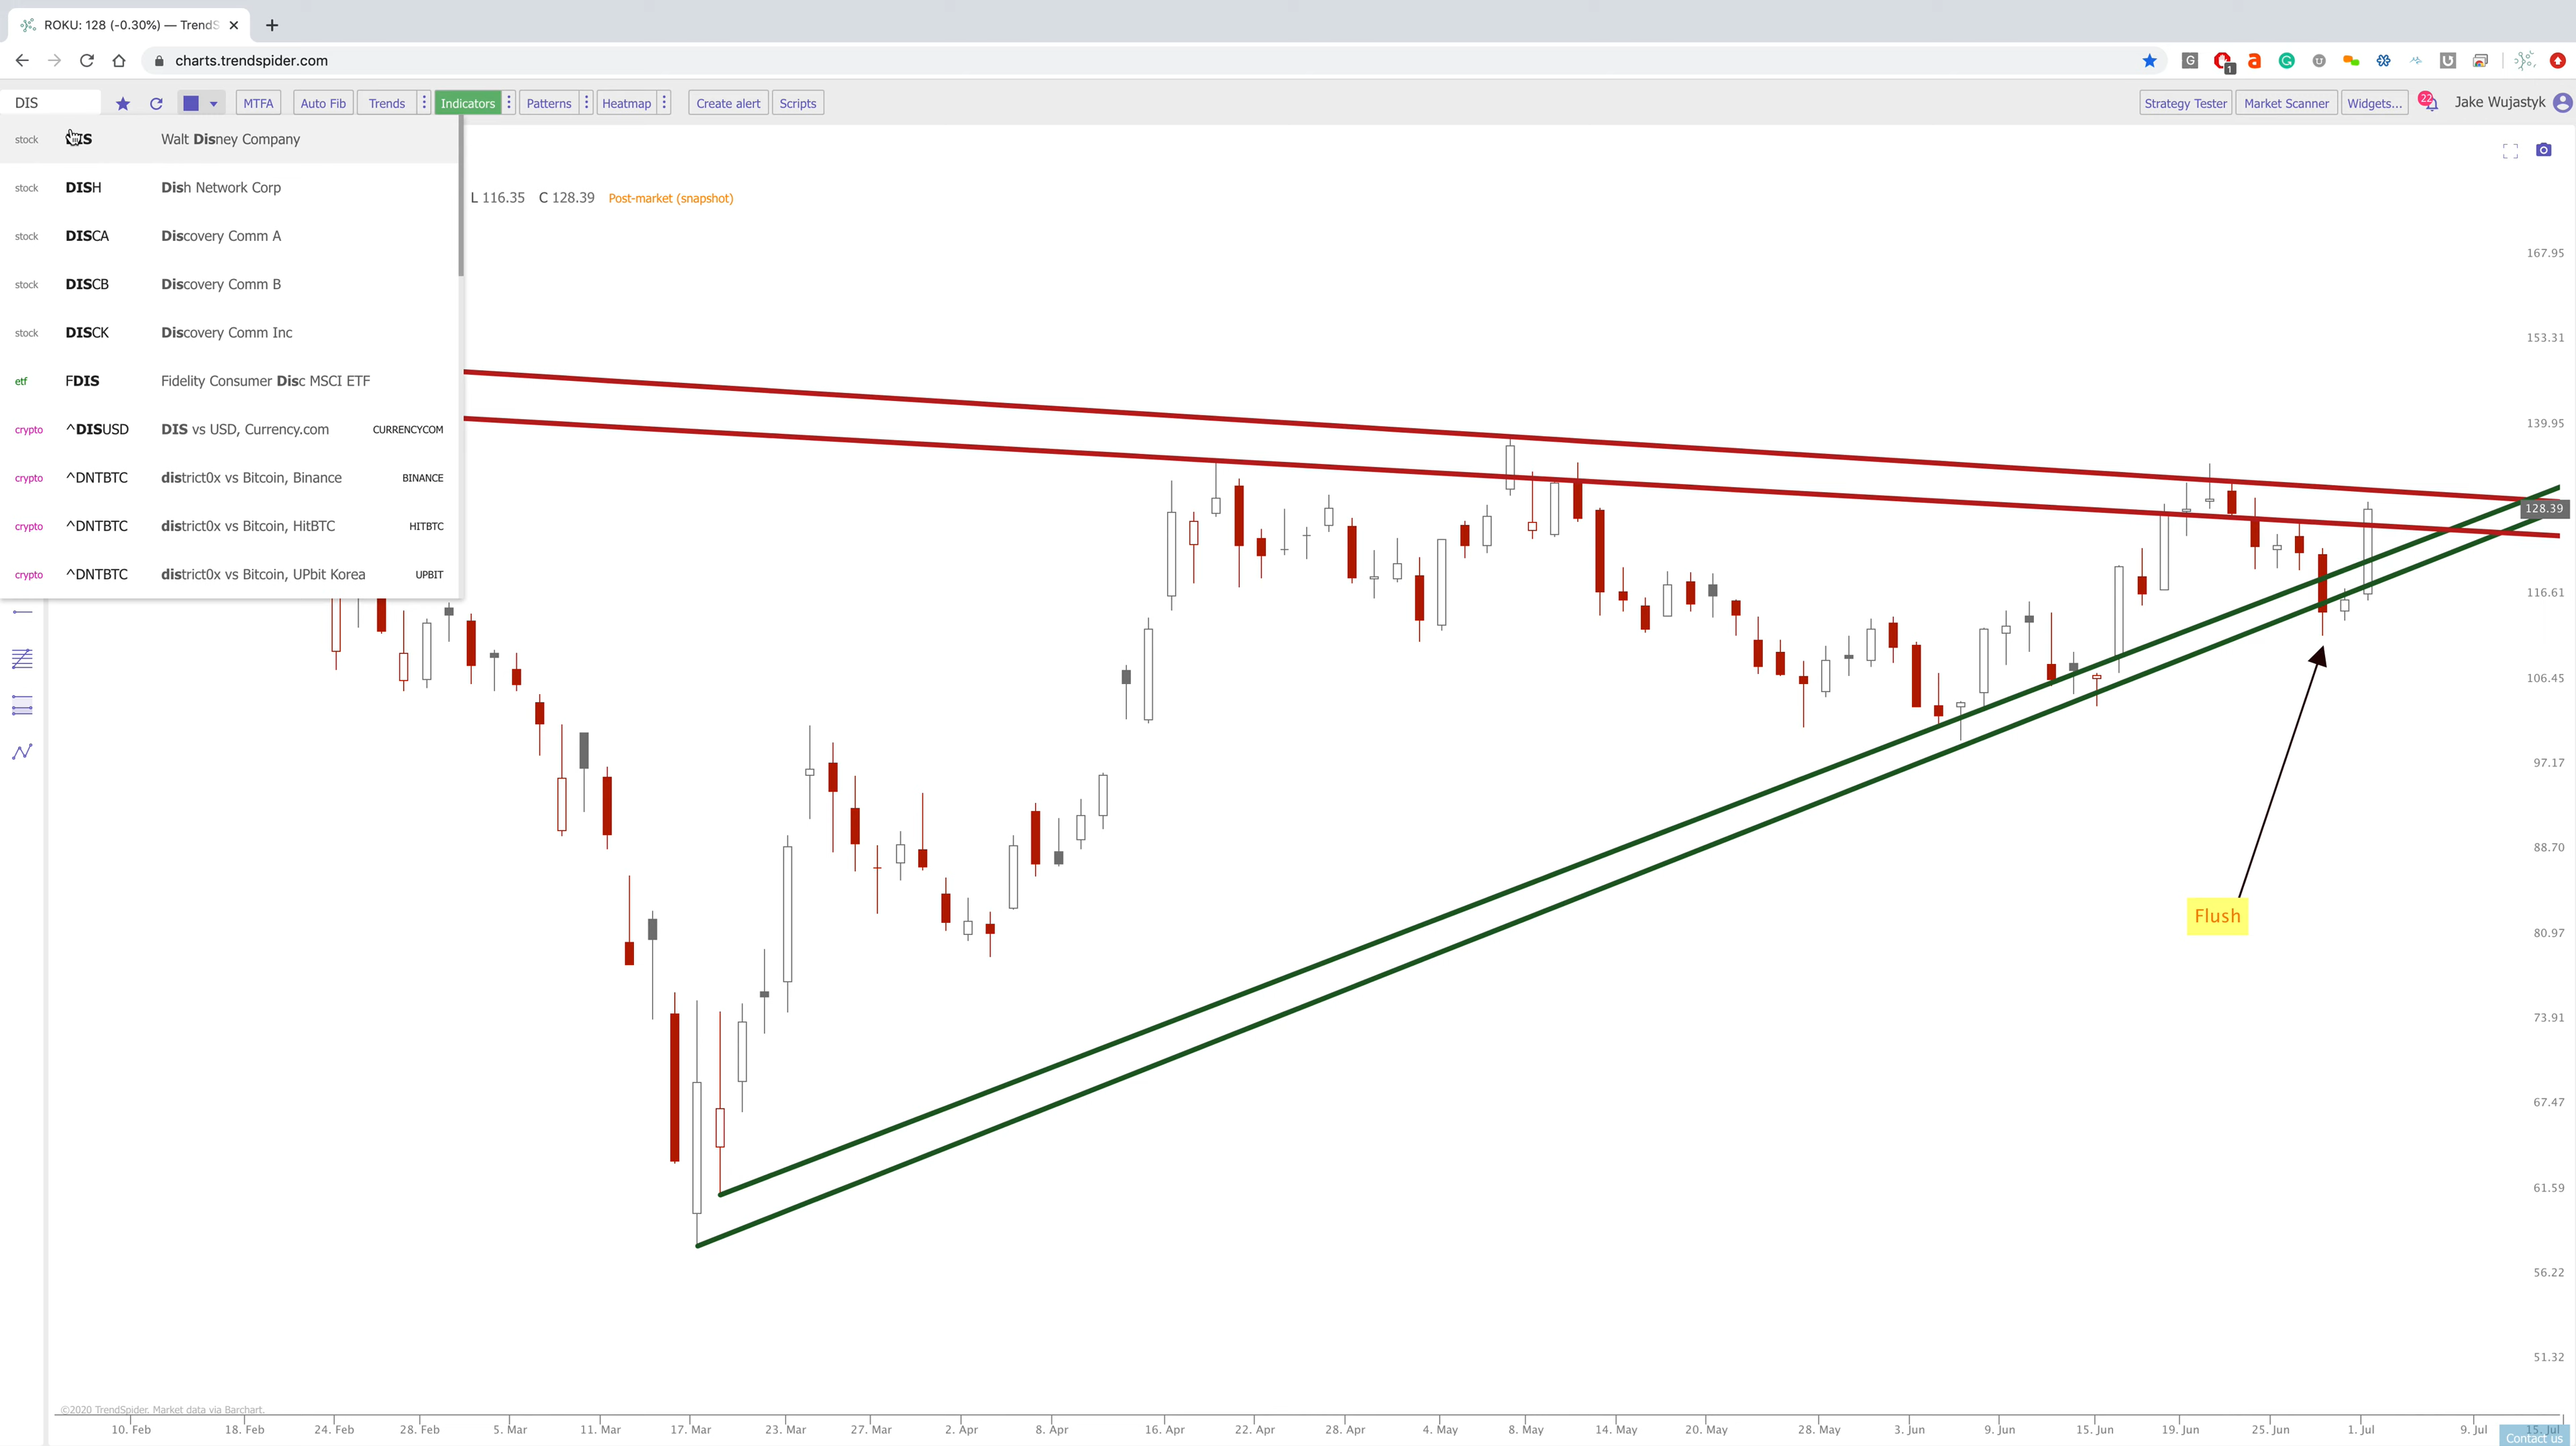 ROKU: 128 (-0.30%) — TrendS
charts.trendspider.com
1
DIS
MTFA Auto Fib Trends Indicators Patterns Heatmap Create alert Scripts Strategy Tester Market Scanner Widgets... 22 Jake Wujastyk
stock DIS Walt Disney Company
stock DISH Dish Network Corp
L 116.35 C 128.39 Post-market (snapshot)
stock DISCA Discovery Comm A
stock DISCB Discovery Comm B
stock DISCK Discovery Comm Inc
etf FDIS Fidelity Consumer Disc MSCI ETF
crypto ^DISUSD DIS vs USD, Currency.com CURRENCYCOM
crypto ^DNTBTC district0x vs Bitcoin, Binance BINANCE
crypto ^DNTBTC district0x vs Bitcoin, HitBTC HITBTC
crypto ^DNTBTC district0x vs Bitcoin, UPbit Korea UPBIT
167.95
153.31
139.95
128.39
116.61
106.45
97.17
88.70
80.97
73.91
67.47
61.59
56.22
51.32
Flush
©2020 TrendSpider. Market data via Barchart.
10. Feb 18. Feb 24. Feb 28. Feb 5. Mar 11. Mar 17. Mar 23. Mar 27. Mar 2. Apr 8. Apr 16. Apr 22. Apr 28. Apr 4. May 8. May 14. May 20. May 28. May 3. Jun 9. Jun 15. Jun 19. Jun 25. Jun 1. Jul 9. Jul 15. Jul
Contact us